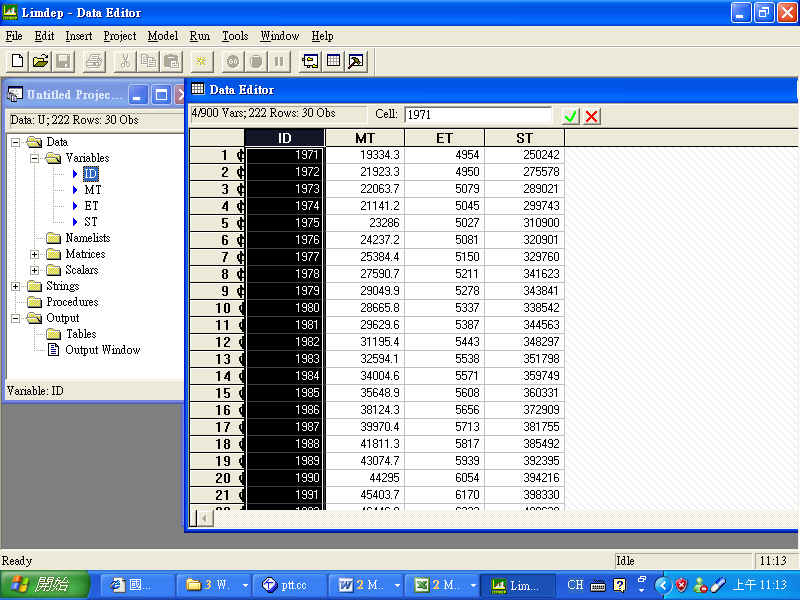 Limdep - Data Editor
File Edit Insert Project Model Run Tools Window Help
Untitled Projec...
Data: U; 222 Rows: 30 Obs
Data
Variables
ID
MT
ET
ST
Namelists
Matrices
Scalars
Strings
Procedures
Output
Tables
Output Window
Variable: ID
Data Editor
4/900 Vars; 222 Rows: 30 Obs Cell: 1971
ID MT ET ST
1 1971 19334.3 4954 250242
2 1972 21923.3 4950 275578
3 1973 22063.7 5079 289021
4 1974 21141.2 5045 299743
5 1975 23286 5027 310900
6 1976 24237.2 5081 320901
7 1977 25384.4 5150 329760
8 1978 27590.7 5211 341623
9 1979 29049.9 5278 343841
10 1980 28665.8 5337 338542
11 1981 29629.6 5387 344563
12 1982 31195.4 5443 348297
13 1983 32594.1 5538 351798
14 1984 34004.6 5571 359749
15 1985 35648.9 5608 360331
16 1986 38124.3 5656 372909
17 1987 39970.4 5713 381755
18 1988 41811.3 5817 385492
19 1989 43074.7 5939 392395
20 1990 44295 6054 394216
21 1991 45403.7 6170 398330
Ready Idle 11:13
開始 國... 3 W. ptt.cc 2 M.. 2 M.. Lim... CH 上午 11:13